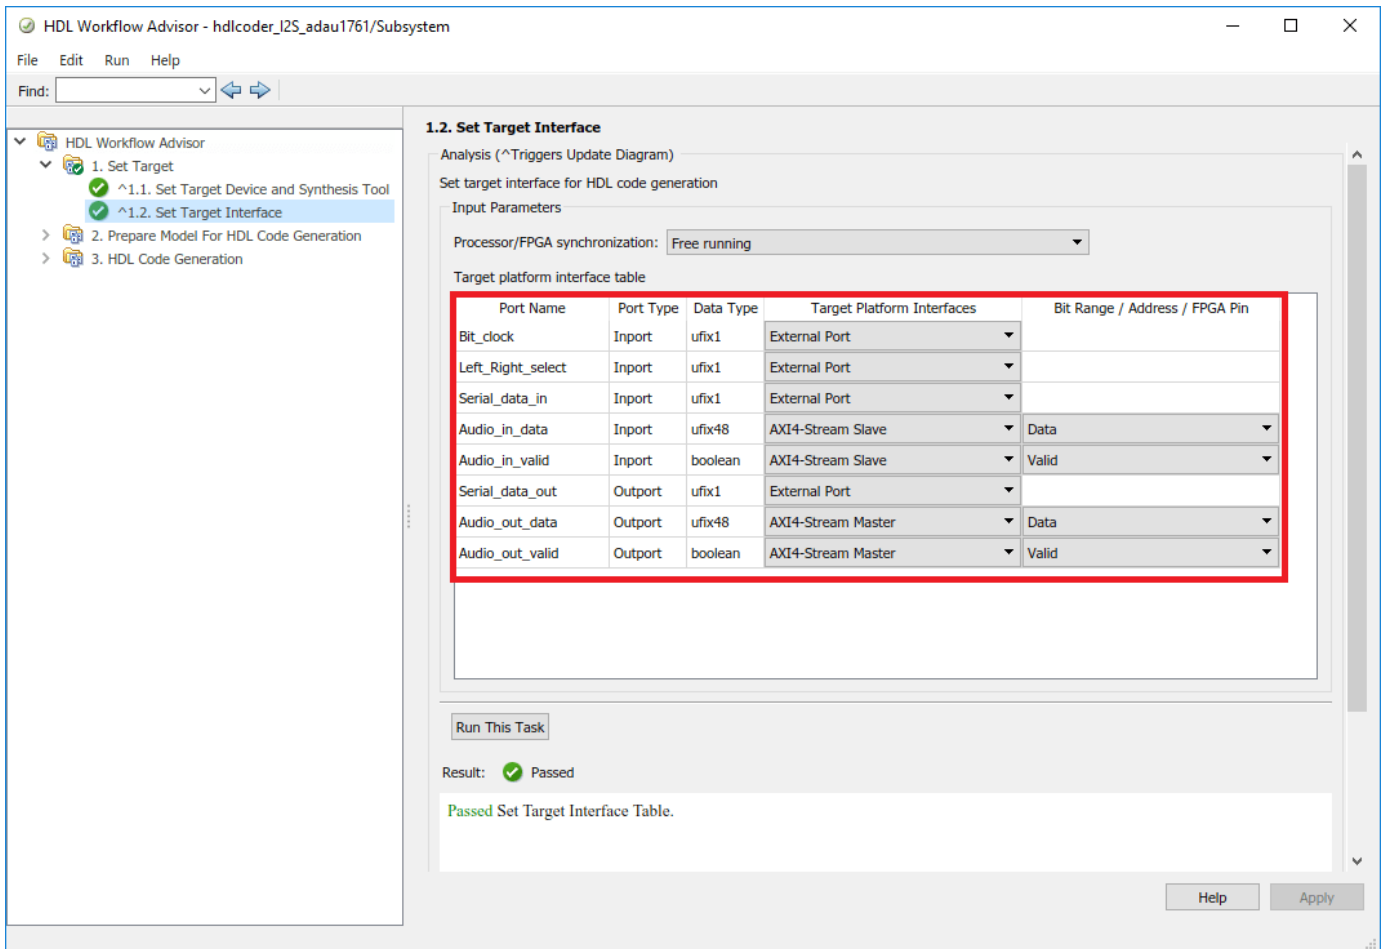 HDL Workflow Advisor - hdlcoder_I2S_adau1761/Subsystem
File Edit Run Help
Find:
HDL Workflow Advisor
1. Set Target
^1.1. Set Target Device and Synthesis Tool
^1.2. Set Target Interface
2. Prepare Model For HDL Code Generation
3. HDL Code Generation
1.2. Set Target Interface
Analysis (^Triggers Update Diagram)
Set target interface for HDL code generation
Input Parameters
Processor/FPGA synchronization: Free running
Target platform interface table
Port Name Port Type Data Type Target Platform Interfaces Bit Range / Address / FPGA Pin
Bit_clock Inport ufix1 External Port
Left_Right_select Inport ufix1 External Port
Serial_data_in Inport ufix1 External Port
Audio_in_data Inport ufix48 AXI4-Stream Slave Data
Audio_in_valid Inport boolean AXI4-Stream Slave Valid
Serial_data_out Outport ufix1 External Port
Audio_out_data Outport ufix48 AXI4-Stream Master Data
Audio_out_valid Outport boolean AXI4-Stream Master Valid
Run This Task
Result: Passed
Passed Set Target Interface Table.
Help Apply